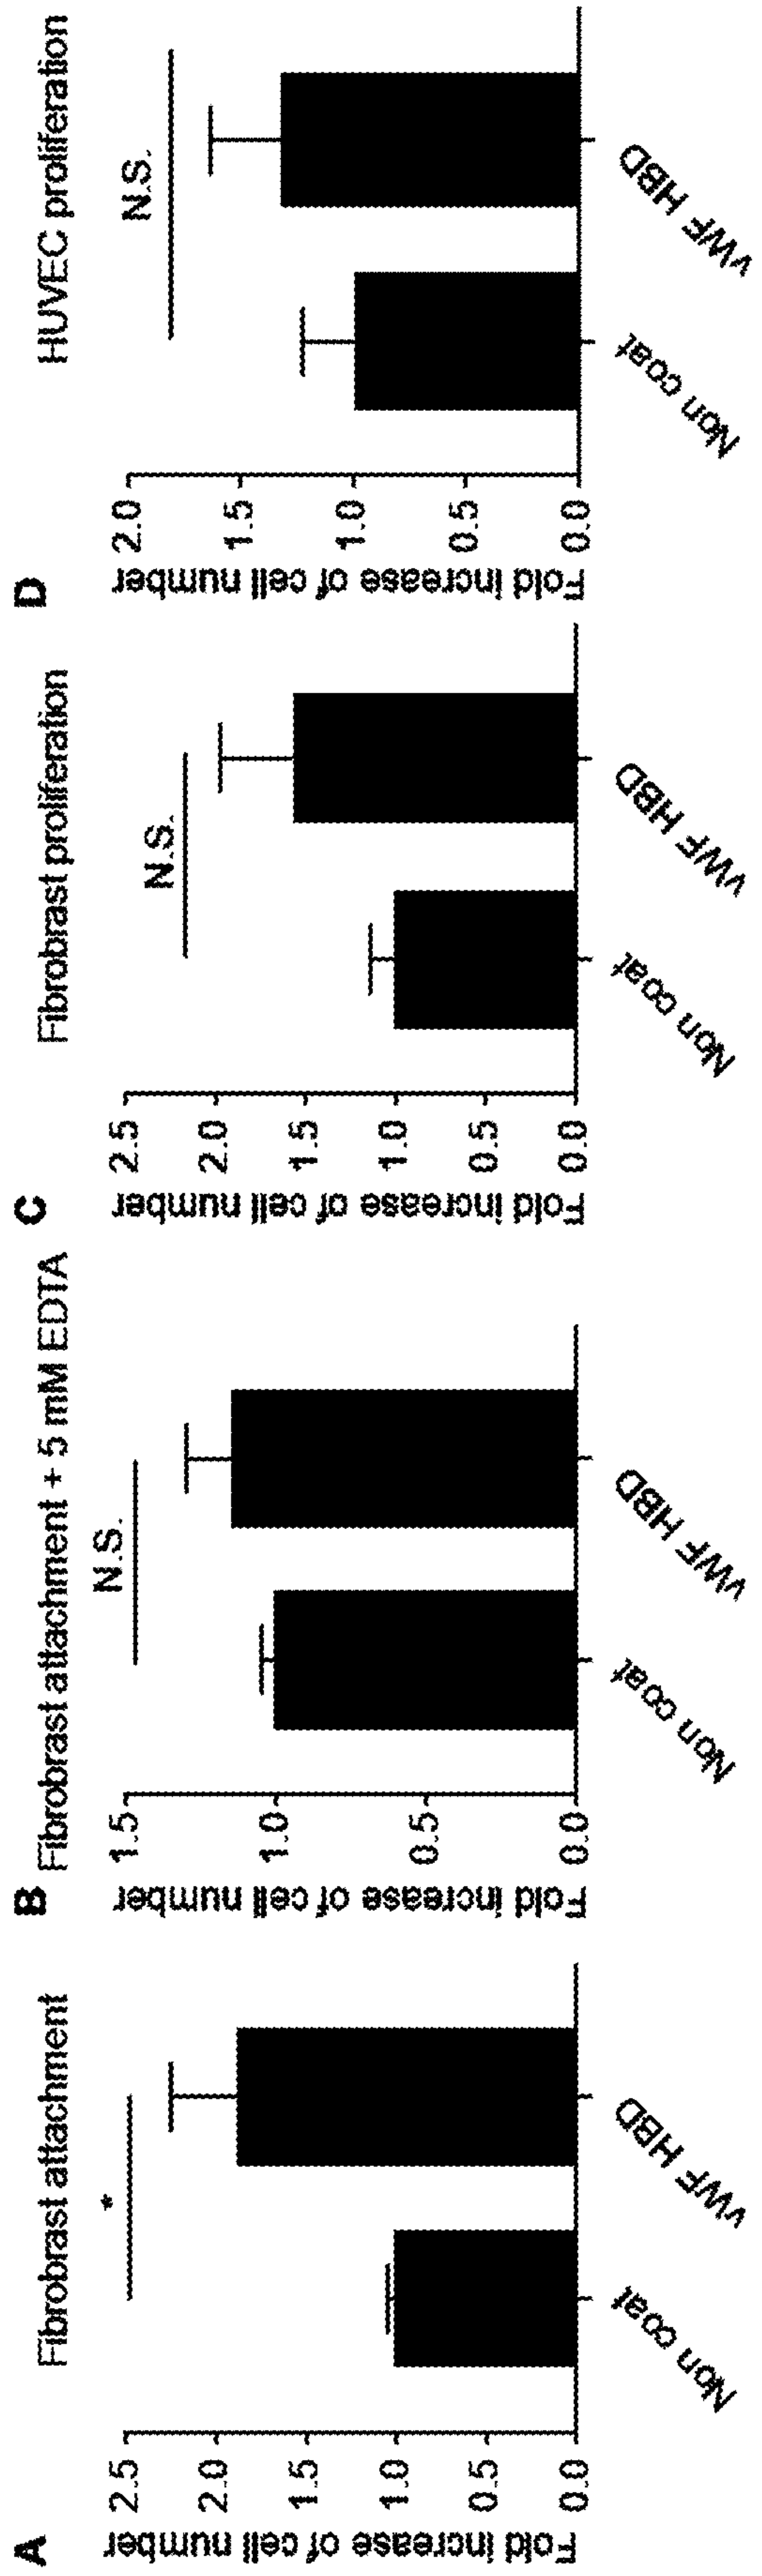 A
Fibrobrast attachment
Fold increase of cell number
2.5
2.0
1.5
1.0
0.5
0.0
*
Non coat
vWF HBD
B
Fibrobrast attachment + 5 mM EDTA
Fold increase of cell number
1.5
1.0
0.5
0.0
N.S.
Non coat
vWF HBD
C
Fibrobrast proliferation
Fold increase of cell number
2.5
2.0
1.5
1.0
0.5
0.0
N.S.
Non coat
vWF HBD
D
HUVEC proliferation
Fold increase of cell number
2.0
1.5
1.0
0.5
0.0
N.S.
Non coat
vWF HBD